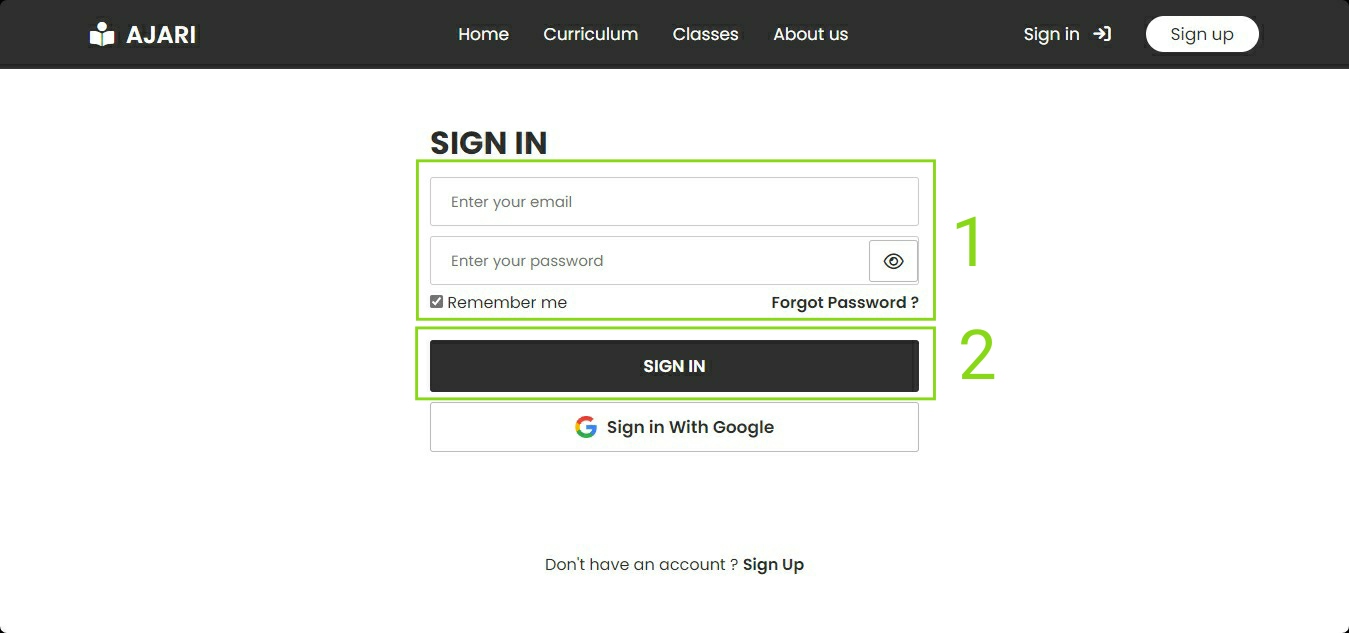 AJARI Home Curriculum Classes About us Sign in Sign up
SIGN IN
Enter your email
1
Enter your password
Remember me Forgot Password ?
2
SIGN IN
Sign in With Google
Don't have an account ? Sign Up